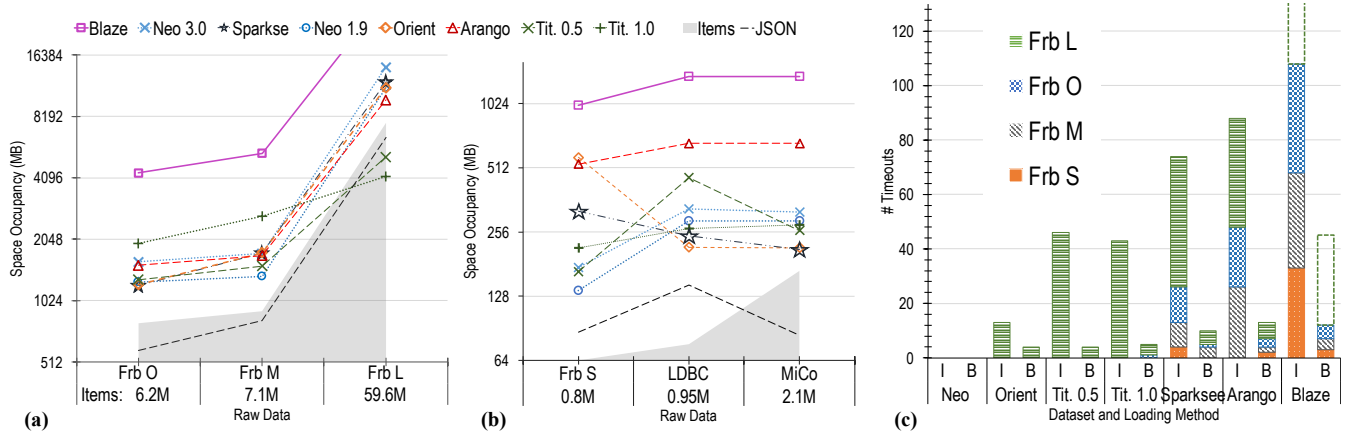 Blaze Neo 3.0 Sparkse Neo 1.9 Orient Arango Tit. 0.5 Tit. 1.0 Items JSON
16384
8192
4096
2048
1024
512
Space Occupancy (MB)
Frb O Frb M Frb L
Items: 6.2M 7.1M 59.6M
Raw Data
(a)
1024
512
256
128
64
Space Occupancy (MB)
Frb S LDBC MiCo
0.8M 0.95M 2.1M
Raw Data
(b)
120
100
80
60
40
20
0
# Timeouts
Frb L
Frb O
Frb M
Frb S
I B I B I B I B I B I B I B
Neo Orient Tit. 0.5 Tit. 1.0 Sparksee Arango Blaze
Dataset and Loading Method
(c)